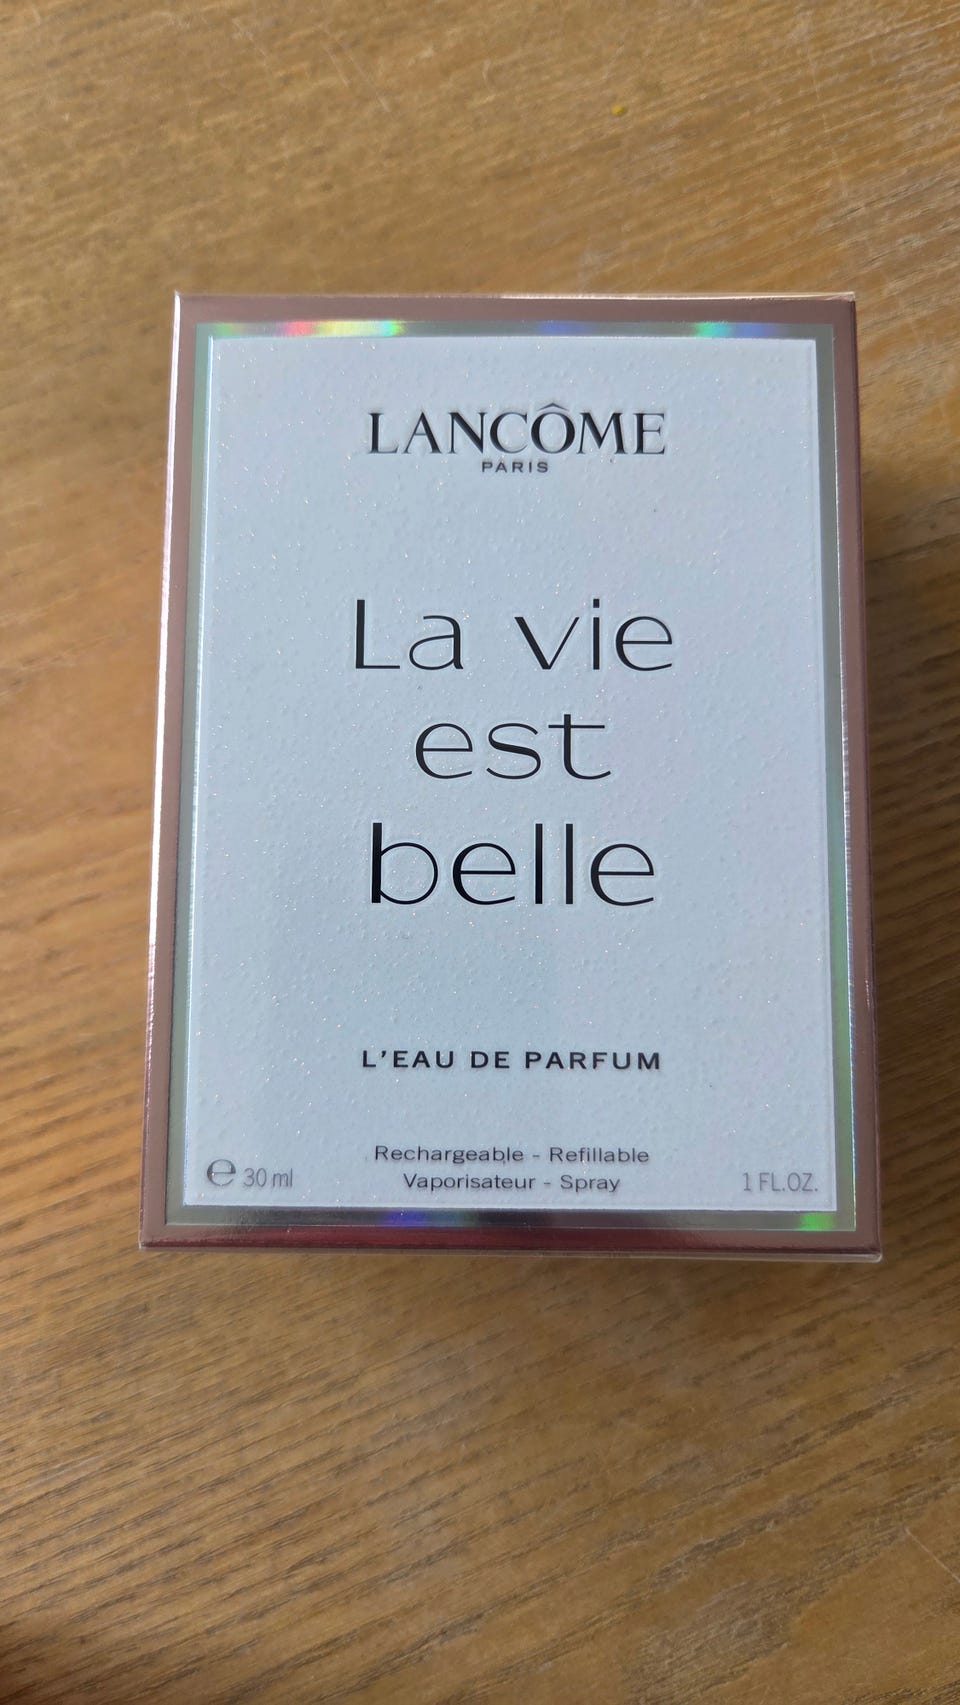 LANCÔME
PARIS
La vie
est
belle
L'EAU DE PARFUM
Rechargeable - Refillable
Vaporisateur - Spray
℮ 30 ml
1 FL.OZ.